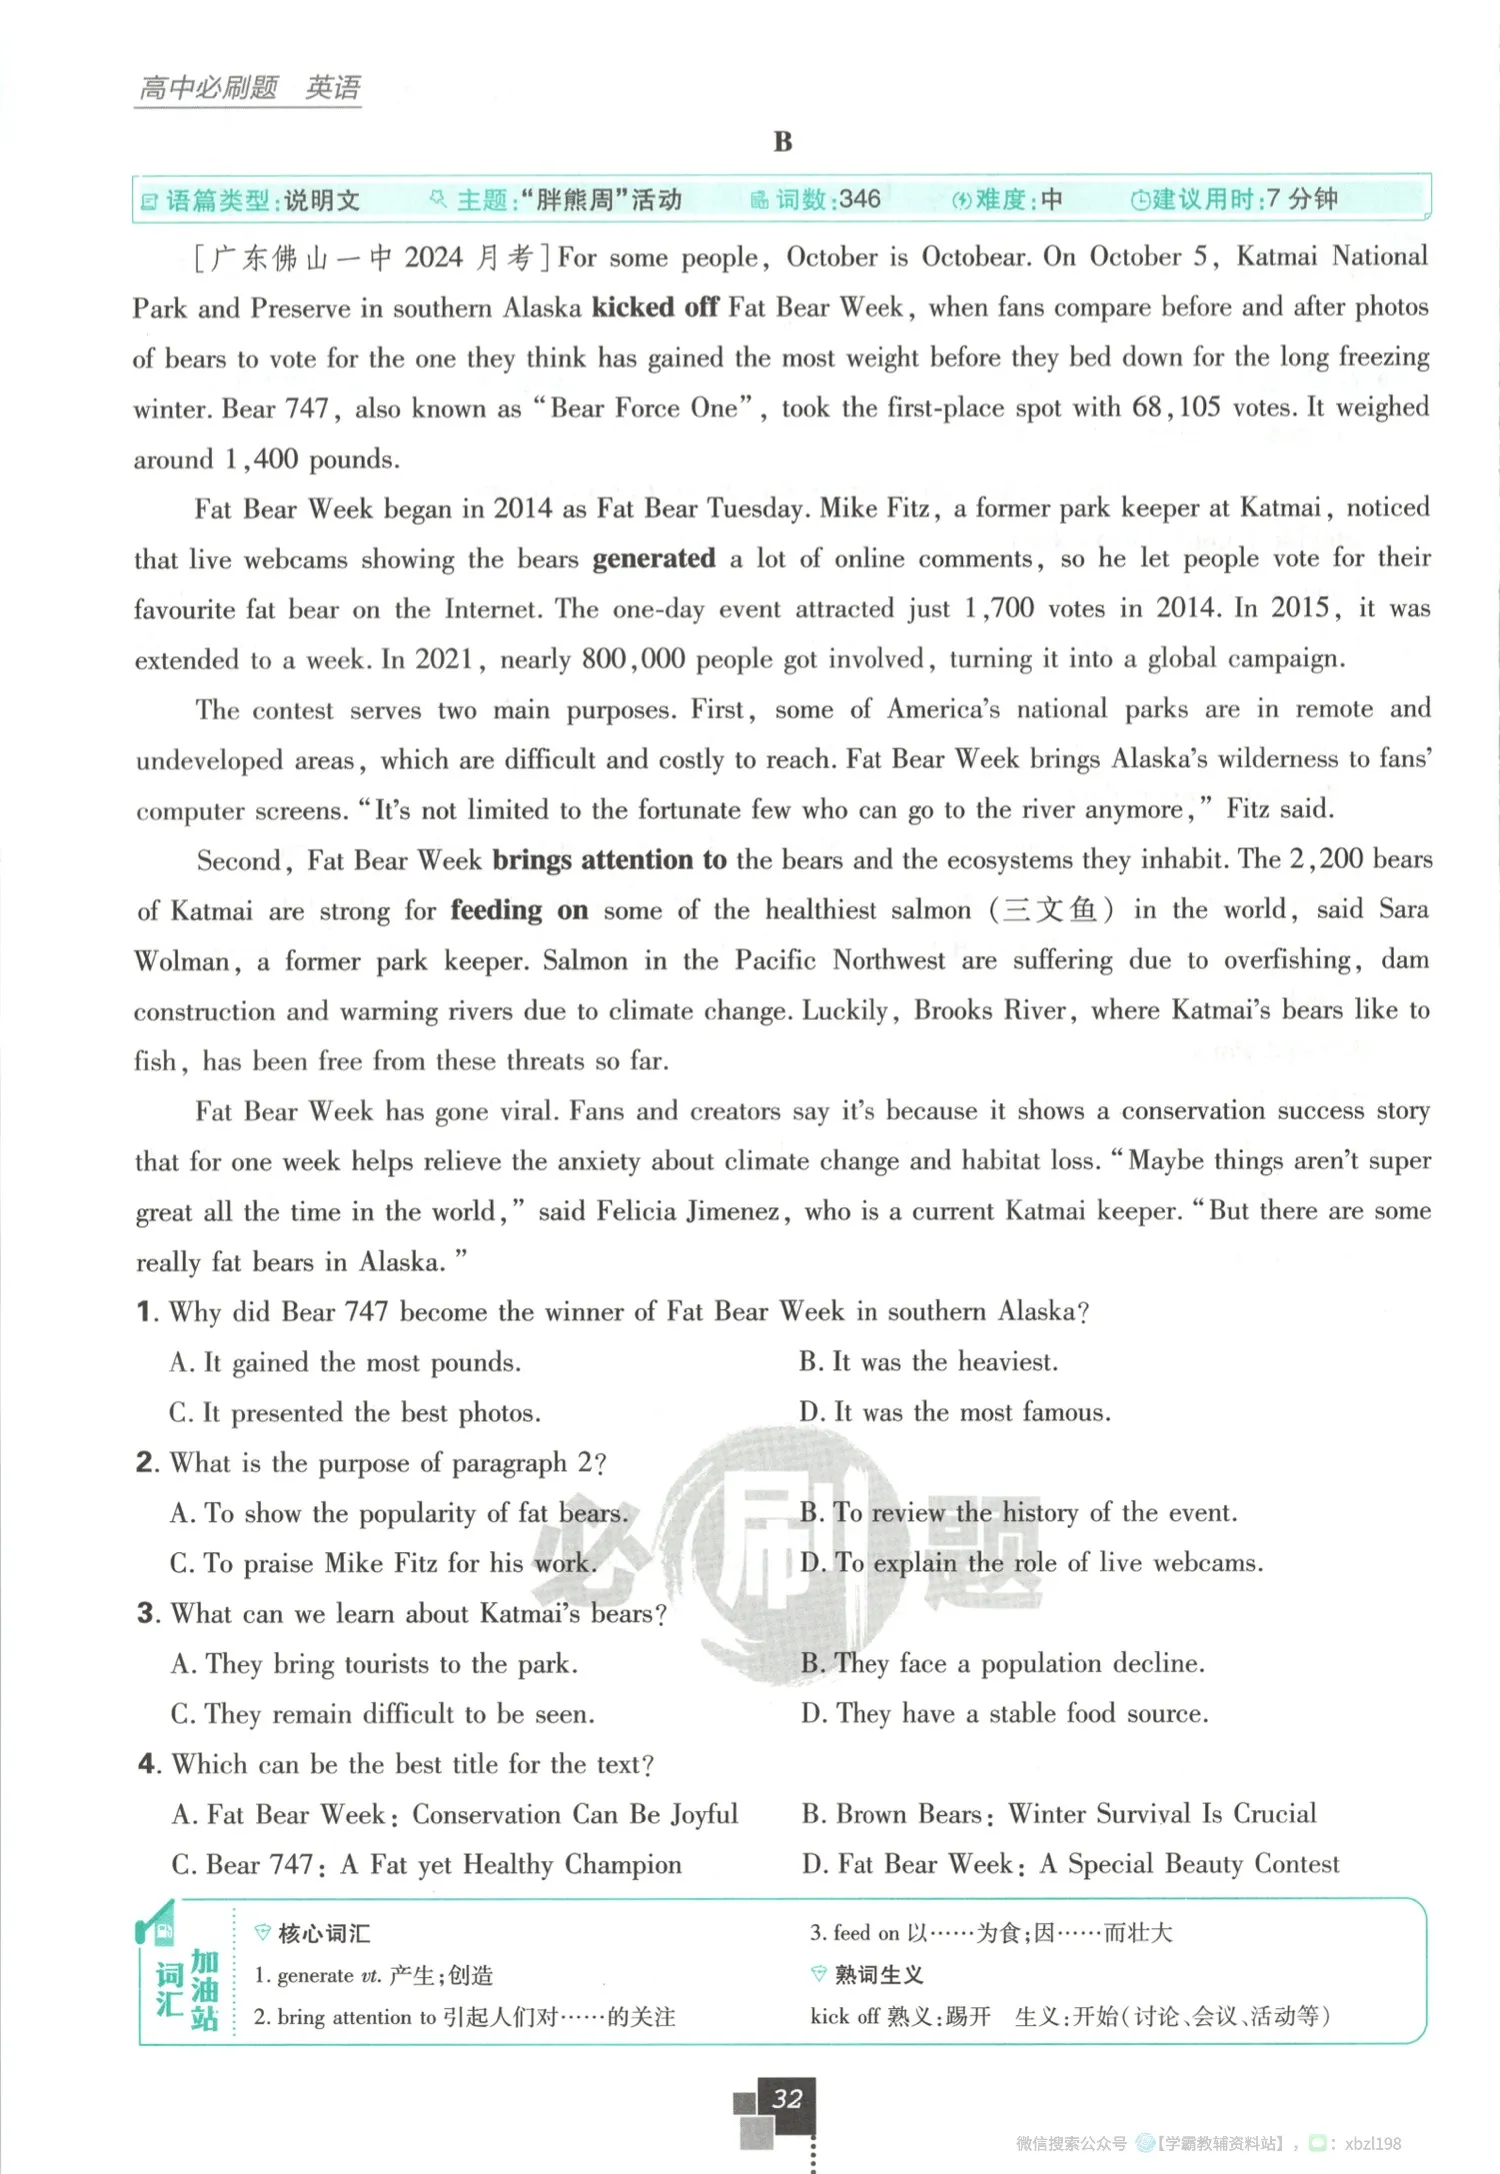 高中必刷题 英语
B
语篇类型:说明文 主题:“胖熊周”活动 词数:346 难度:中 建议用时:7 分钟
[广东佛山一中 2024 月考]For some people, October is Octobear. On October 5, Katmai National
Park and Preserve in southern Alaska kicked off Fat Bear Week, when fans compare before and after photos
of bears to vote for the one they think has gained the most weight before they bed down for the long freezing
winter. Bear 747, also known as “Bear Force One”, took the first-place spot with 68,105 votes. It weighed
around 1,400 pounds.
Fat Bear Week began in 2014 as Fat Bear Tuesday. Mike Fitz, a former park keeper at Katmai, noticed
that live webcams showing the bears generated a lot of online comments, so he let people vote for their
favourite fat bear on the Internet. The one-day event attracted just 1,700 votes in 2014. In 2015, it was
extended to a week. In 2021, nearly 800,000 people got involved, turning it into a global campaign.
The contest serves two main purposes. First, some of America’s national parks are in remote and
undeveloped areas, which are difficult and costly to reach. Fat Bear Week brings Alaska’s wilderness to fans’
computer screens. “It’s not limited to the fortunate few who can go to the river anymore,” Fitz said.
Second, Fat Bear Week brings attention to the bears and the ecosystems they inhabit. The 2,200 bears
of Katmai are strong for feeding on some of the healthiest salmon (三文鱼) in the world, said Sara
Wolman, a former park keeper. Salmon in the Pacific Northwest are suffering due to overfishing, dam
construction and warming rivers due to climate change. Luckily, Brooks River, where Katmai’s bears like to
fish, has been free from these threats so far.
Fat Bear Week has gone viral. Fans and creators say it’s because it shows a conservation success story
that for one week helps relieve the anxiety about climate change and habitat loss. “Maybe things aren’t super
great all the time in the world,” said Felicia Jimenez, who is a current Katmai keeper. “But there are some
really fat bears in Alaska.”
1. Why did Bear 747 become the winner of Fat Bear Week in southern Alaska?
A. It gained the most pounds. B. It was the heaviest.
C. It presented the best photos. D. It was the most famous.
2. What is the purpose of paragraph 2?
A. To show the popularity of fat bears. B. To review the history of the event.
C. To praise Mike Fitz for his work. D. To explain the role of live webcams.
3. What can we learn about Katmai’s bears?
A. They bring tourists to the park. B. They face a population decline.
C. They remain difficult to be seen. D. They have a stable food source.
4. Which can be the best title for the text?
A. Fat Bear Week: Conservation Can Be Joyful B. Brown Bears: Winter Survival Is Crucial
C. Bear 747: A Fat yet Healthy Champion D. Fat Bear Week: A Special Beauty Contest
必刷题
词汇加油站
核心词汇
1. generate vt. 产生;创造
2. bring attention to 引起人们对……的关注
3. feed on 以……为食;因……而壮大
熟词生义
kick off 熟义:踢开 生义:开始(讨论、会议、活动等)
32
微信搜索公众号【学霸教辅资料站】,: xbzl198